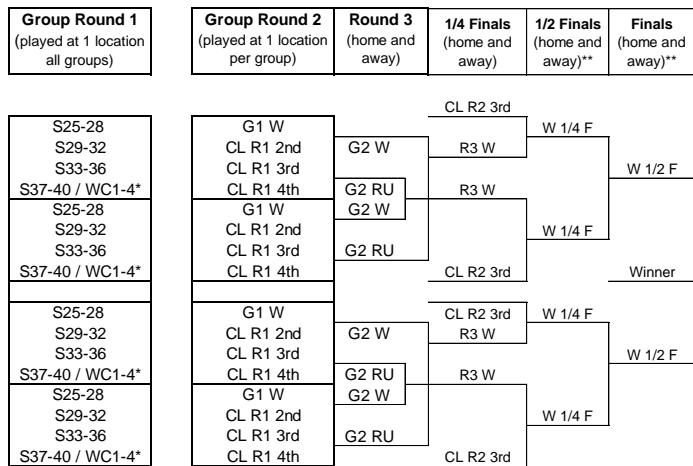 Group Round 1
(played at 1 location
all groups)
Group Round 2
(played at 1 location
per group)
Round 3
(home and
away)
1/4 Finals
(home and
away)
1/2 Finals
(home and
away)**
Finals
(home and
away)**
S25-28
S29-32
S33-36
S37-40 / WC1-4*
S25-28
S29-32
S33-36
S37-40 / WC1-4*
S25-28
S29-32
S33-36
S37-40 / WC1-4*
S25-28
S29-32
S33-36
S37-40 / WC1-4*
G1 W
CL R1 2nd
CL R1 3rd
CL R1 4th
G1 W
CL R1 2nd
CL R1 3rd
CL R1 4th
G1 W
CL R1 2nd
CL R1 3rd
CL R1 4th
G1 W
CL R1 2nd
CL R1 3rd
CL R1 4th
G2 W
G2 RU
G2 W
G2 RU
G2 W
G2 RU
G2 W
G2 RU
CL R2 3rd
R3 W
R3 W
CL R2 3rd
CL R2 3rd
R3 W
R3 W
CL R2 3rd
W 1/4 F
W 1/4 F
W 1/4 F
W 1/4 F
W 1/2 F
Winner
W 1/2 F